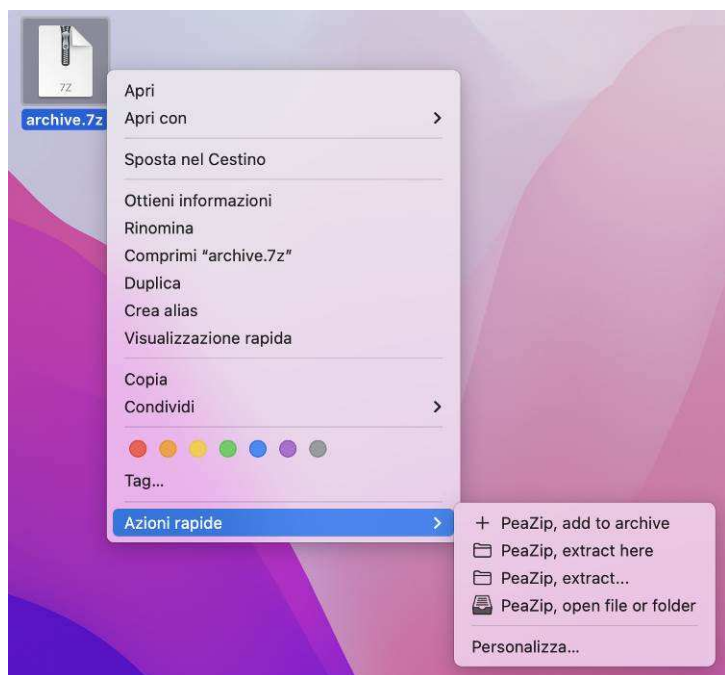 7Z
archive.7z
Apri
Apri con
Sposta nel Cestino
Ottieni informazioni
Rinomina
Comprimi “archive.7z”
Duplica
Crea alias
Visualizzazione rapida
Copia
Condividi
Tag...
Azioni rapide
PeaZip, add to archive
PeaZip, extract here
PeaZip, extract...
PeaZip, open file or folder
Personalizza...